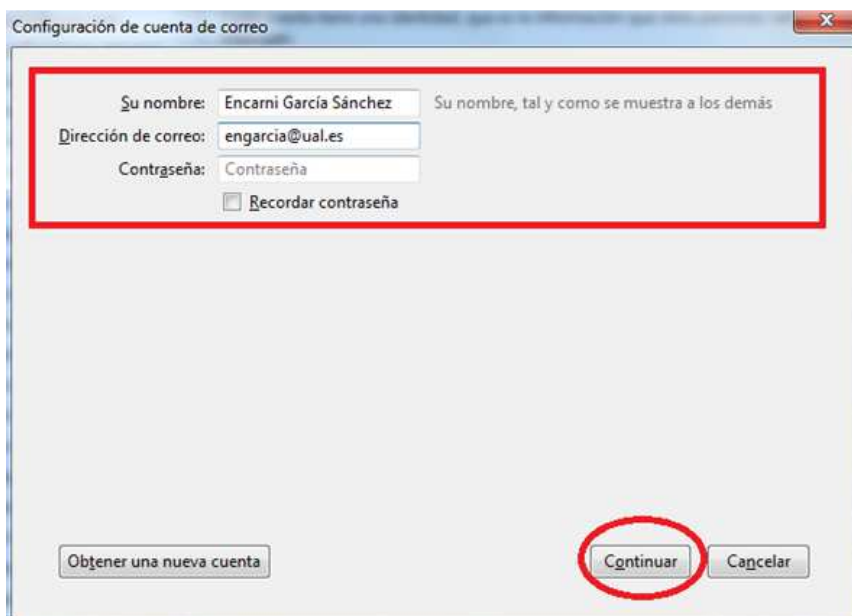 Configuración de cuenta de correo
Su nombre: Encarni García Sánchez Su nombre, tal y como se muestra a los demás
Dirección de correo: engarcia@ual.es
Contraseña: Contraseña
Recordar contraseña
Obtener una nueva cuenta Continuar Cancelar